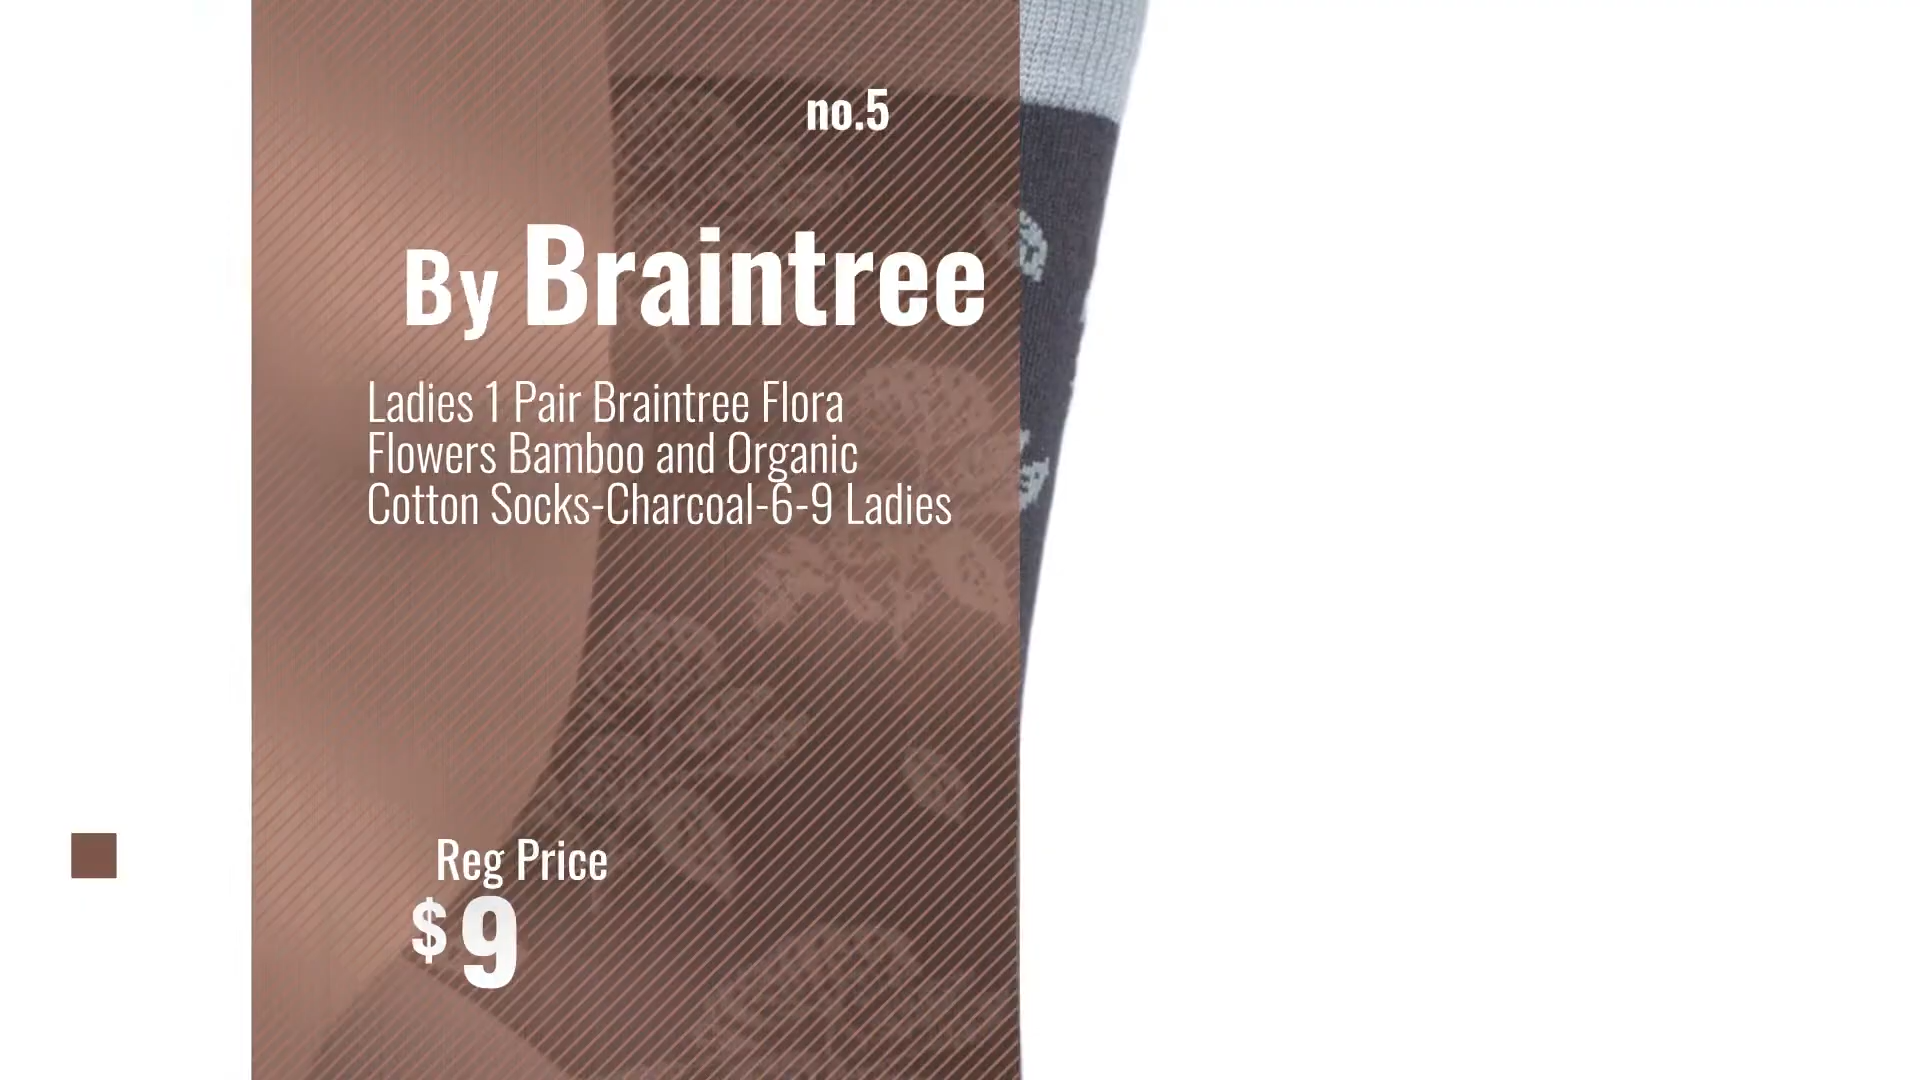 no.5
By Braintree
Ladies 1 Pair Braintree Flora
Flowers Bamboo and Organic
Cotton Socks-Charcoal-6-9 Ladies
Reg Price
$9